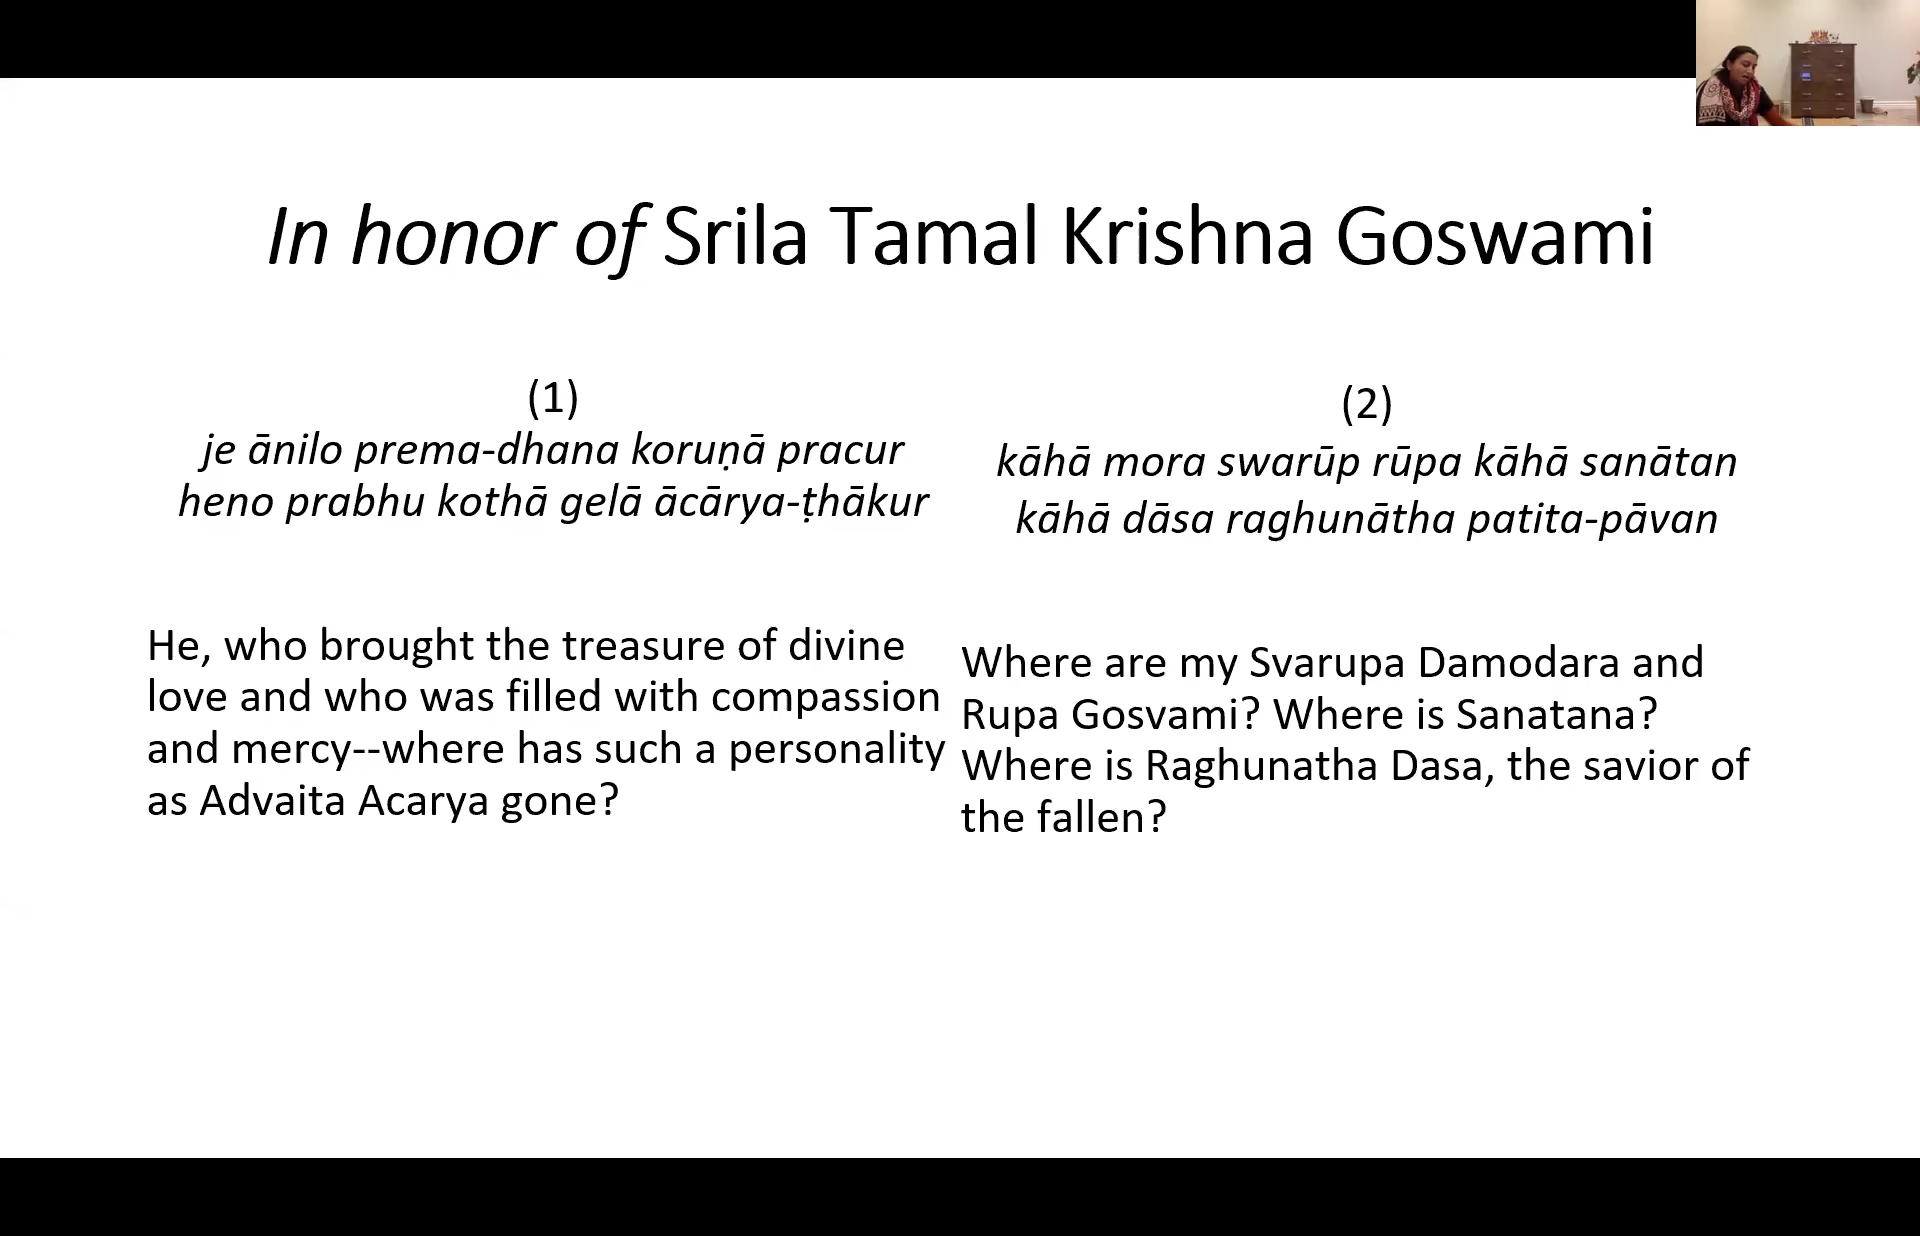 In honor of Srila Tamal Krishna Goswami
(1)
je ānilo prema-dhana koruṇā pracur
heno prabhu kothā gelā ācārya-ṭhākur
He, who brought the treasure of divine
love and who was filled with compassion
and mercy--where has such a personality
as Advaita Acarya gone?
(2)
kāhā mora swarūp rūpa kāhā sanātan
kāhā dāsa raghunātha patita-pāvan
Where are my Svarupa Damodara and
Rupa Gosvami? Where is Sanatana?
Where is Raghunatha Dasa, the savior of
the fallen?